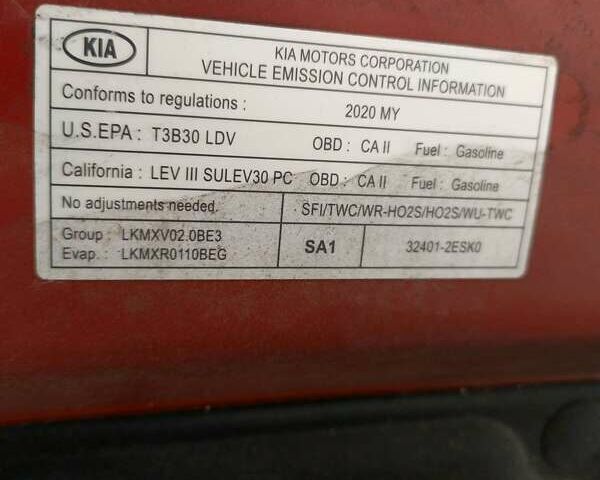 KIA
KIA MOTORS CORPORATION
VEHICLE EMISSION CONTROL INFORMATION
Conforms to regulations : 2020 MY
U.S.EPA : T3B30 LDV OBD : CA II Fuel : Gasoline
California : LEV III SULEV30 PC OBD : CA II Fuel : Gasoline
No adjustments needed. SFI/TWC/WR-HO2S/HO2S/WU-TWC
Group : LKMXV02.0BE3
Evap. : LKMXR0110BEG
SA1 32401-2ESK0